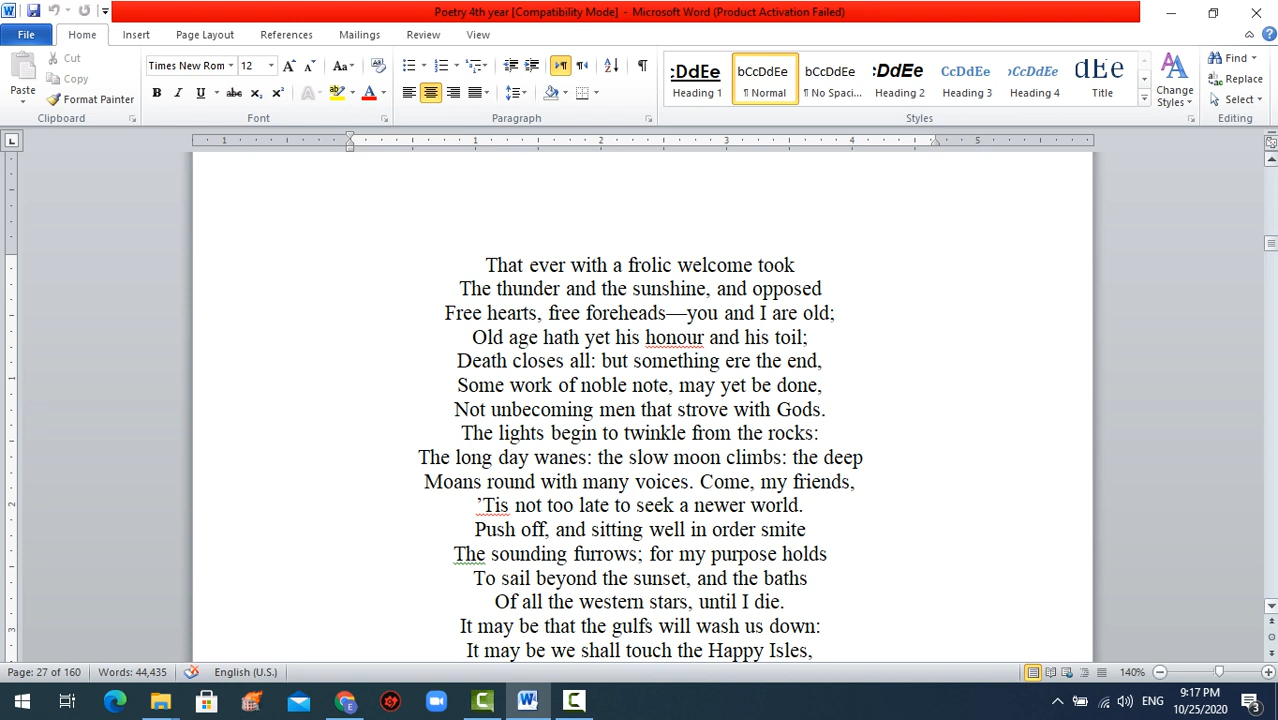 Poetry 4th year [Compatibility Mode] - Microsoft Word (Product Activation Failed)
File Home Insert Page Layout References Mailings Review View
Paste
Cut
Copy
Format Painter
Clipboard
Times New Rom 12
Font
Paragraph
bCcDdEe bCcDdEe
¶ Normal ¶ No Spaci...
Heading 1 Heading 2 Heading 3 Heading 4 Title
Change Styles
Styles
Find
Replace
Select
Editing
That ever with a frolic welcome took
The thunder and the sunshine, and opposed
Free hearts, free foreheads—you and I are old;
Old age hath yet his honour and his toil;
Death closes all: but something ere the end,
Some work of noble note, may yet be done,
Not unbecoming men that strove with Gods.
The lights begin to twinkle from the rocks:
The long day wanes: the slow moon climbs: the deep
Moans round with many voices. Come, my friends,
’Tis not too late to seek a newer world.
Push off, and sitting well in order smite
The sounding furrows; for my purpose holds
To sail beyond the sunset, and the baths
Of all the western stars, until I die.
It may be that the gulfs will wash us down:
It may be we shall touch the Happy Isles,
Page: 27 of 160 Words: 44,435 English (U.S.) 140%
ENG
9:17 PM
10/25/2020